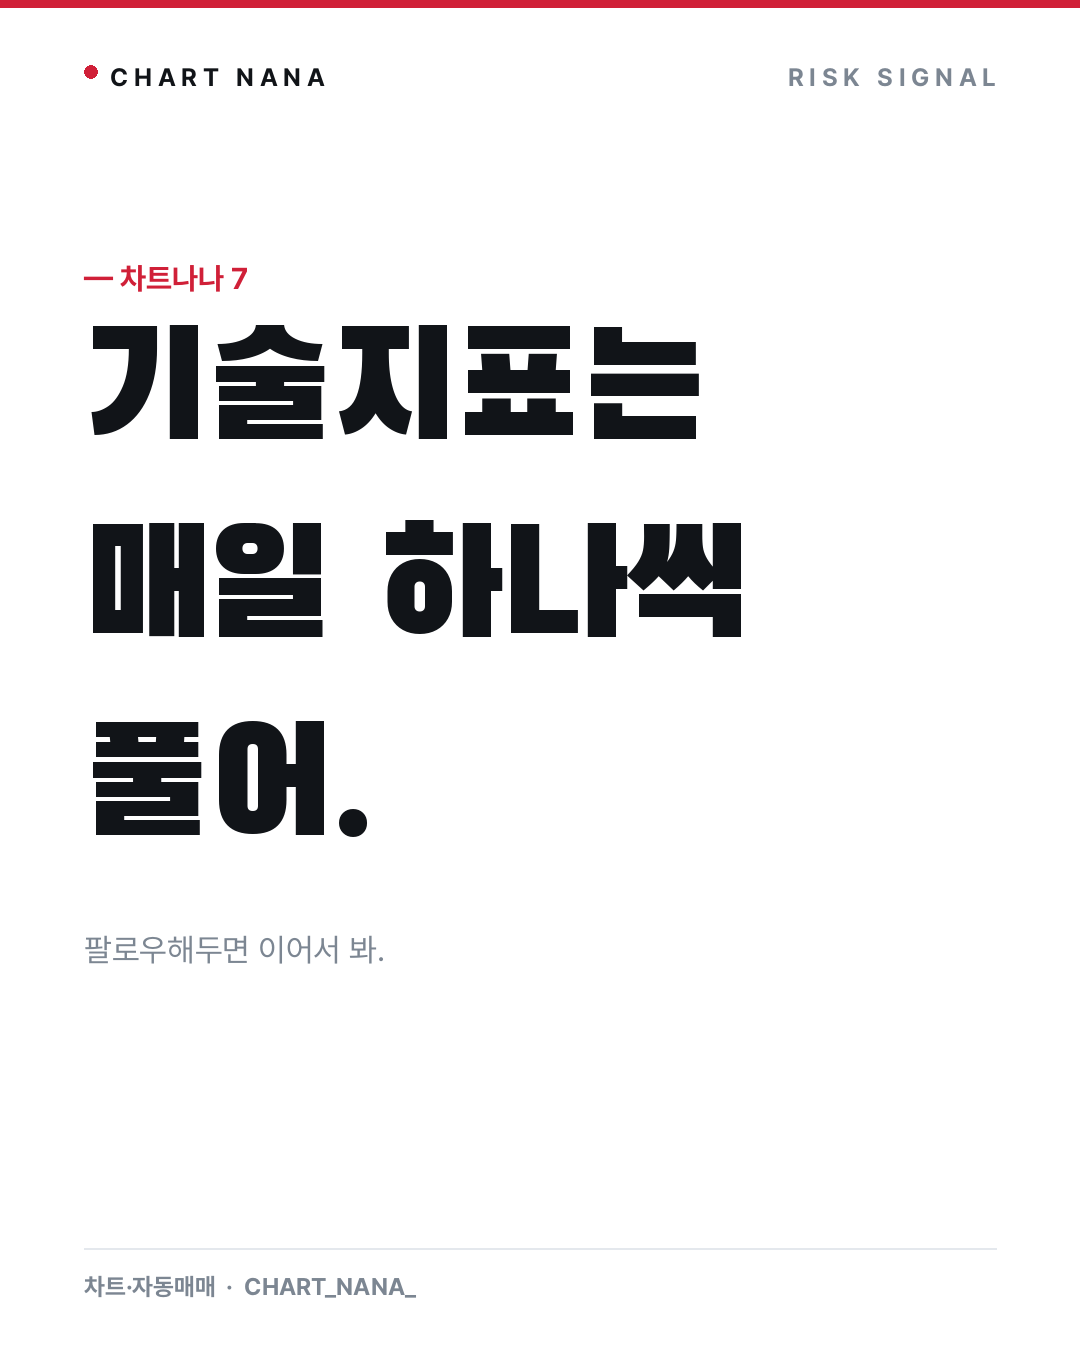 CHART NANA
RISK SIGNAL
— 차트나나 7
기술지표는
매일 하나씩
풀어.
팔로우해두면 이어서 봐.
차트·자동매매 · CHART_NANA_